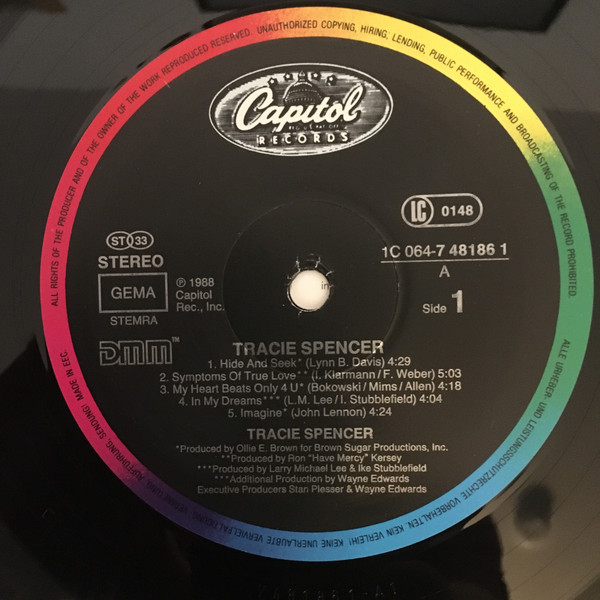 ALL RIGHTS OF THE PRODUCER AND OF THE OWNER OF THE WORK REPRODUCED RESERVED. UNAUTHORIZED COPYING, HIRING, LENDING, PUBLIC PERFORMANCE AND BROADCASTING OF THE RECORD PROHIBITED.
ALLE URHEBER- UND LEISTUNGSSCHUTZRECHTE VORBEHALTEN. KEIN VERLEIH! KEINE UNERLAUBTE VERVIELFÄLTIGUNG, SENDUNG! MADE IN EEC.
Capitol
RECORDS
LC 0148
ST 33
STEREO
1C 064-7 48186 1
A
GEMA
STEMRA
℗ 1988
Capitol
Rec., Inc.
Side 1
DMM™
TRACIE SPENCER
1. Hide And Seek* (Lynn B. Davis) 4:29
2. Symptoms Of True Love** (I. Kiermann / F. Weber) 5:03
3. My Heart Beats Only 4 U* (Bokowski / Mims / Allen) 4:18
4. In My Dreams*** (L.M. Lee / I. Stubblefield) 4:04
5. Imagine* (John Lennon) 4:24
TRACIE SPENCER
*Produced by Ollie E. Brown for Brown Sugar Productions, Inc.
**Produced by Ron "Have Mercy" Kersey
***Produced by Larry Michael Lee & Ike Stubblefield
***Additional Production by Wayne Edwards
Executive Producers Stan Plesser & Wayne Edwards